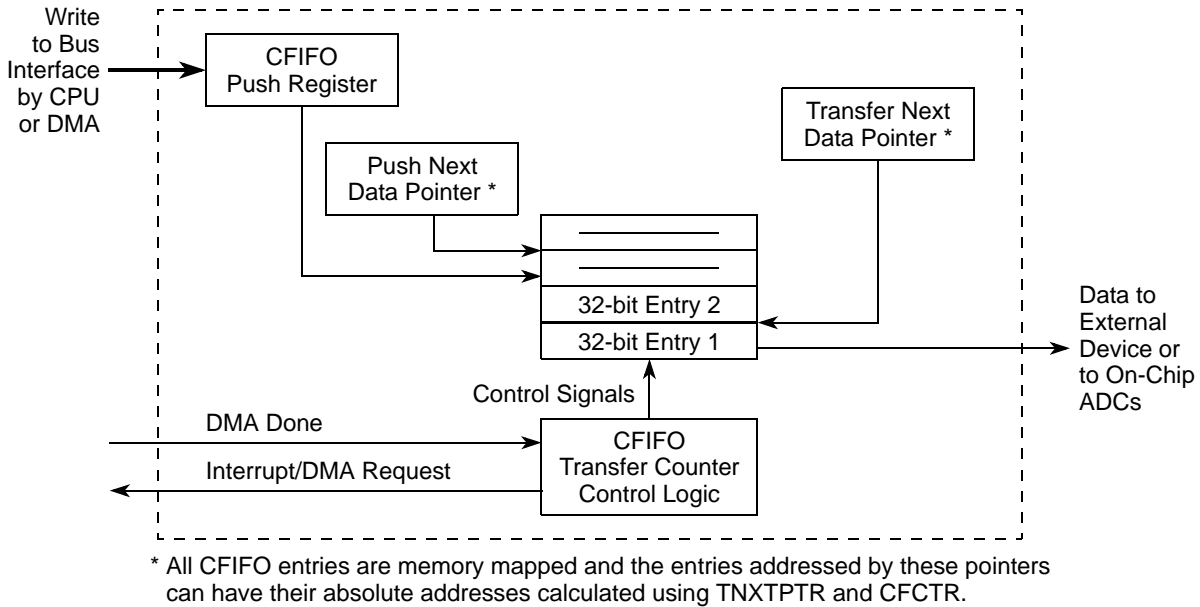 Write
to Bus
Interface
by CPU
or DMA
CFIFO
Push Register
Transfer Next
Data Pointer *
Push Next
Data Pointer *
32-bit Entry 2
32-bit Entry 1
Data to
External
Device or
to On-Chip
ADCs
Control Signals
DMA Done
CFIFO
Transfer Counter
Control Logic
Interrupt/DMA Request
* All CFIFO entries are memory mapped and the entries addressed by these pointers
can have their absolute addresses calculated using TNXTPTR and CFCTR.